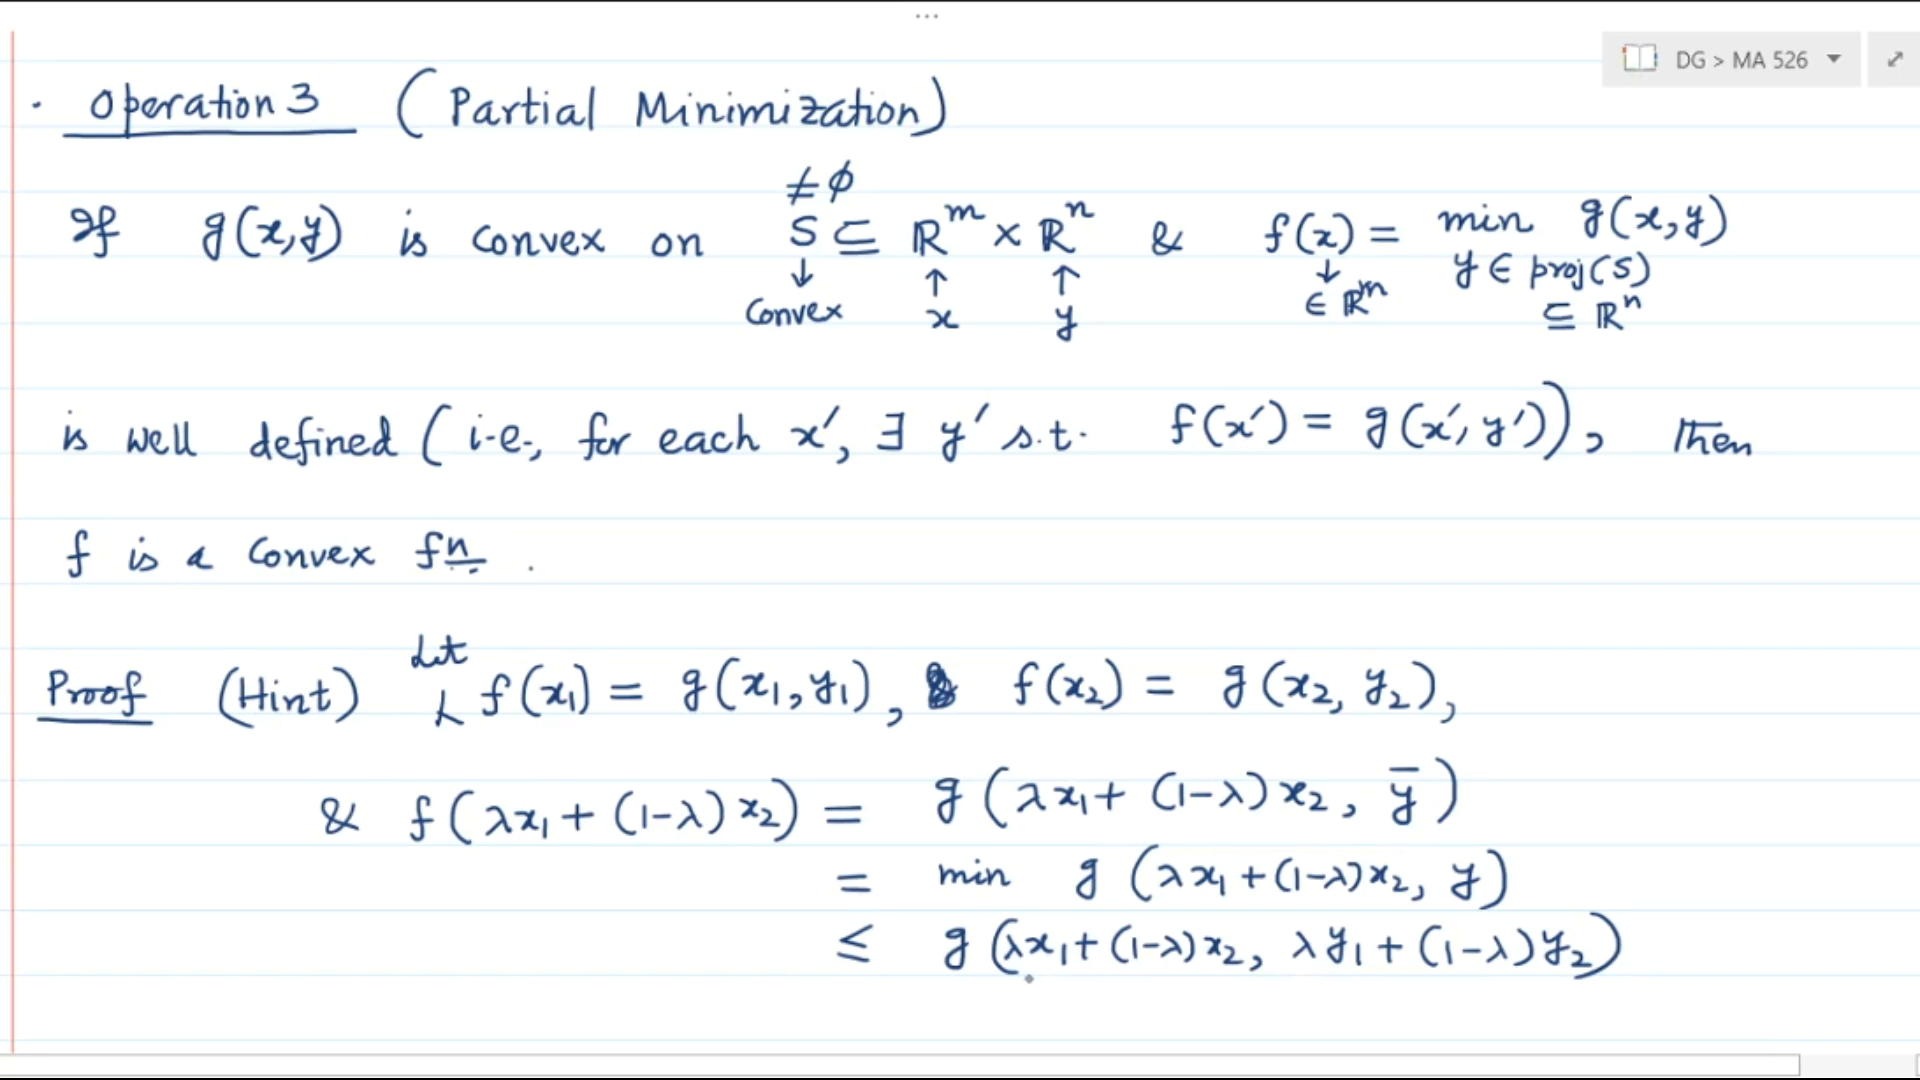 ...
DG > MA 526
· Operation 3 (Partial Minimization)
≠ ϕ
If g(x,y) is convex on S ⊆ ℝ^m × ℝ^n & f(x) = min g(x,y)
↓ ↑ ↑ ↓ y ∈ proj(S)
Convex x y ∈ ℝ^m ⊆ ℝ^n
is well defined (i.e., for each x', ∃ y' s.t. f(x') = g(x', y')), then
f is a convex fn.
Let
Proof (Hint) f(x₁) = g(x₁, y₁), f(x₂) = g(x₂, y₂),
& f(λx₁ + (1-λ)x₂) = g(λx₁ + (1-λ)x₂, ȳ)
= min g(λx₁ + (1-λ)x₂, y)
≤ g(λx₁ + (1-λ)x₂, λy₁ + (1-λ)y₂)